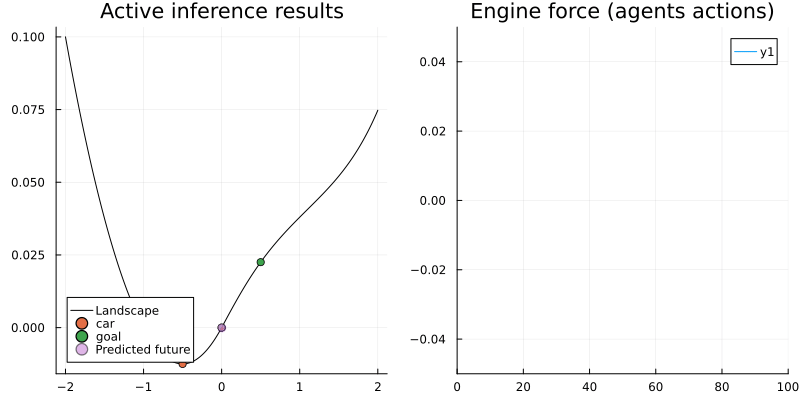 Active inference results
0.100
0.075
0.050
0.025
0.000
Landscape
car
goal
Predicted future
−2 −1 0 1 2
Engine force (agents actions)
y1
0.04
0.02
0.00
−0.02
−0.04
0 20 40 60 80 100